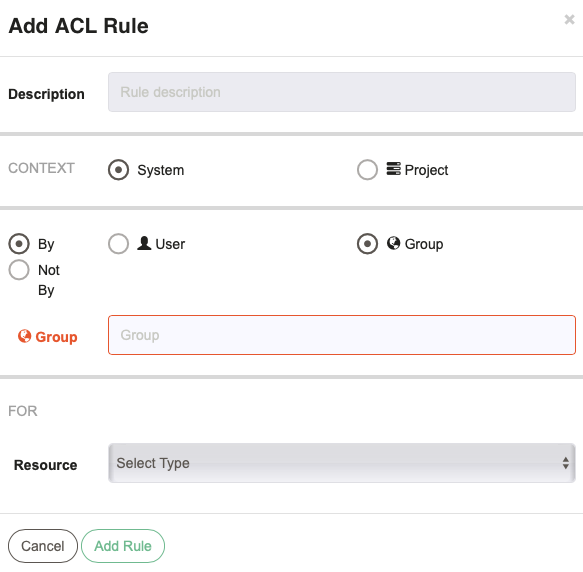 Add ACL Rule ×
Description Rule description
CONTEXT System Project
By User Group
Not
By
Group Group
FOR
Resource Select Type
Cancel Add Rule